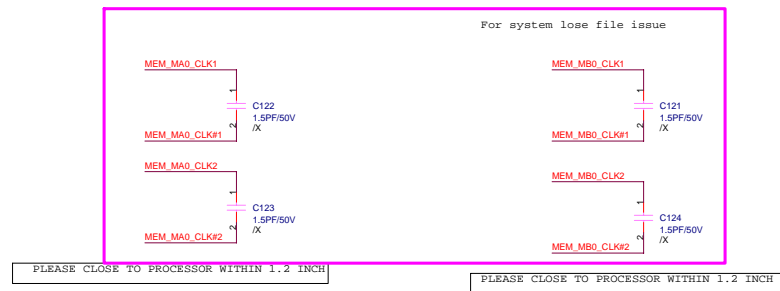 For system lose file issue
MEM_MA0_CLK1
1
C122
1.5PF/50V
2
/X
MEM_MA0_CLK#1
MEM_MB0_CLK1
1
C121
1.5PF/50V
2
/X
MEM_MB0_CLK#1
MEM_MA0_CLK2
1
C123
1.5PF/50V
2
/X
MEM_MA0_CLK#2
MEM_MB0_CLK2
1
C124
1.5PF/50V
2
/X
MEM_MB0_CLK#2
PLEASE CLOSE TO PROCESSOR WITHIN 1.2 INCH
PLEASE CLOSE TO PROCESSOR WITHIN 1.2 INCH